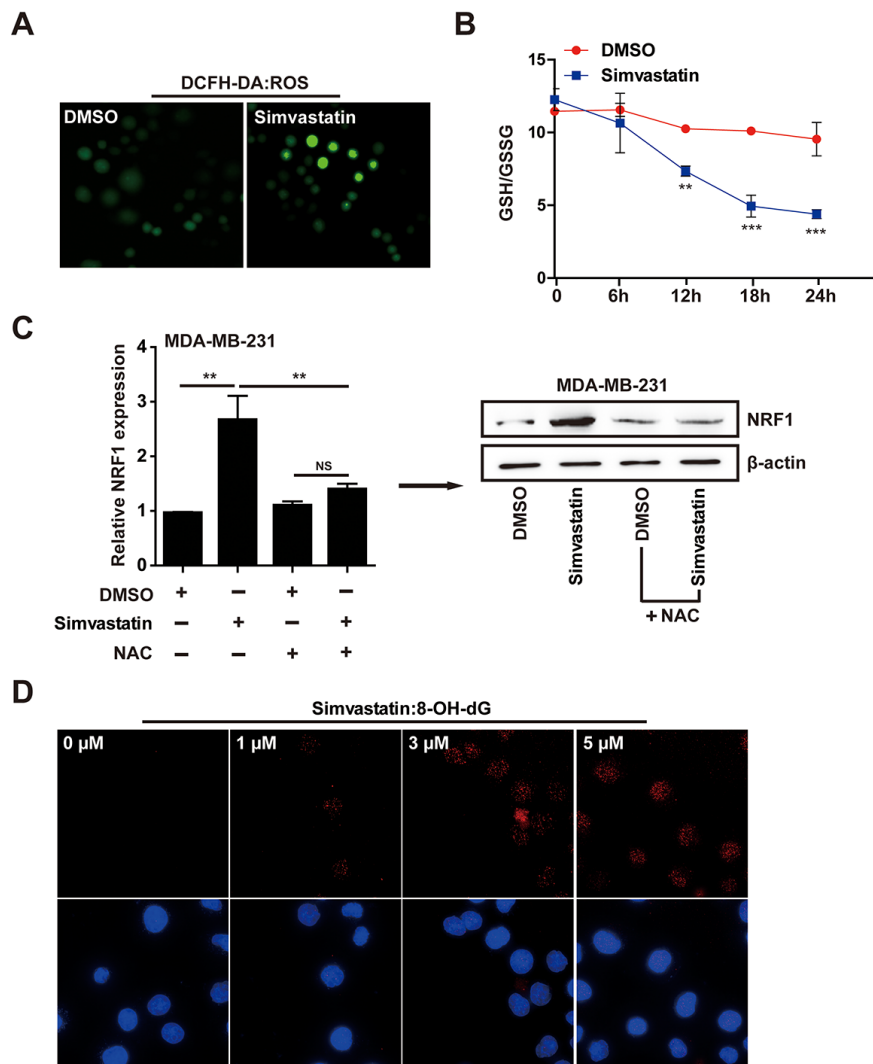 A
DCFH-DA:ROS
DMSO
Simvastatin
B
DMSO
Simvastatin
GSH/GSSG
15
10
5
0
**
***
***
0 6h 12h 18h 24h
C
MDA-MB-231
Relative NRF1 expression
4
3
2
1
0
**
**
NS
DMSO + − + −
Simvastatin − + − +
NAC − − + +
MDA-MB-231
NRF1
β-actin
DMSO
Simvastatin
DMSO
Simvastatin
+ NAC
D
Simvastatin:8-OH-dG
0 µM
1 µM
3 µM
5 µM